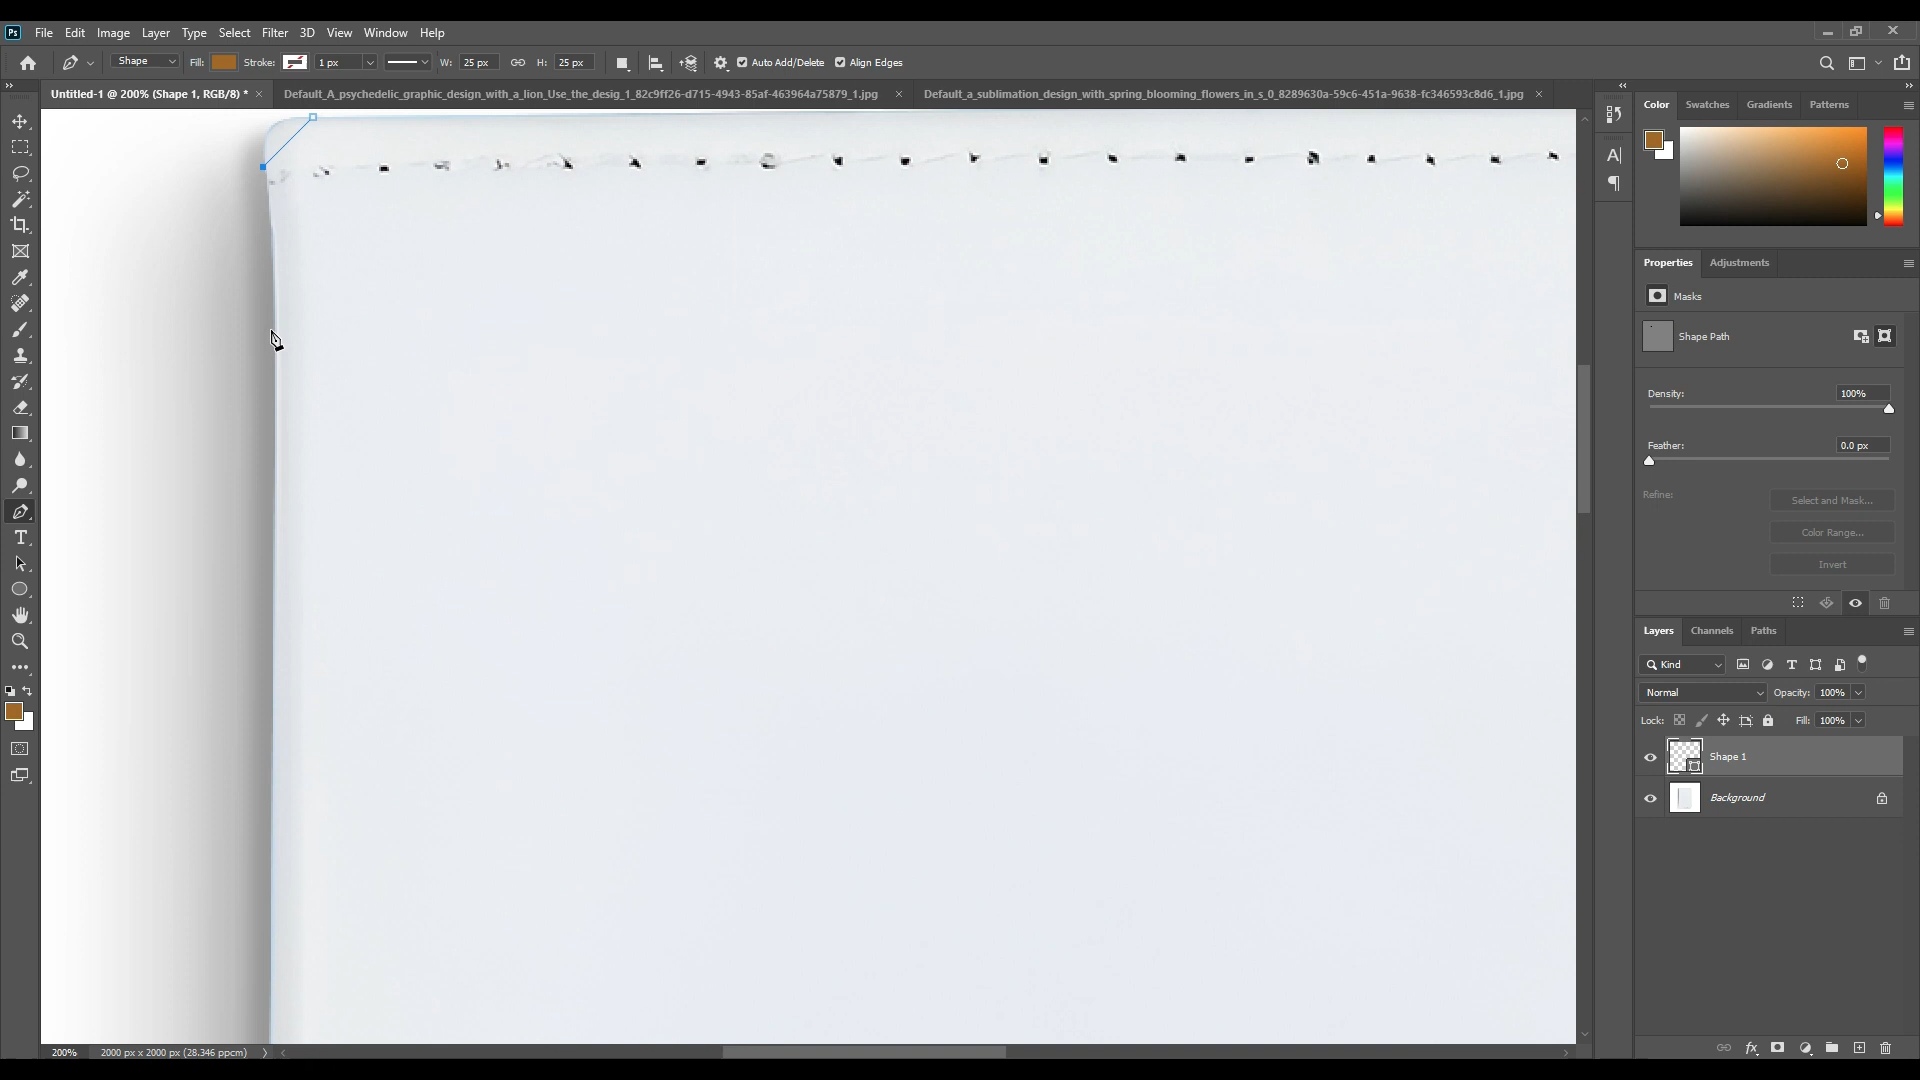 Ps File Edit Image Layer Type Select Filter 3D View Window Help
Shape Fill: Stroke: 1 px W: 25 px H: 25 px Auto Add/Delete Align Edges
Untitled-1 @ 200% (Shape 1, RGB/8) * × Default_A_psychedelic_graphic_design_with_a_lion_Use_the_desig_1_82c9ff26-d715-4943-85af-463964a75879_1.jpg × Default_a_sublimation_design_with_spring_blooming_flowers_in_s_0_8289630a-59c6-451a-9638-fc346593c8d6_1.jpg ×
Color Swatches Gradients Patterns
Properties Adjustments
Masks
Shape Path
Density: 100%
Feather: 0.0 px
Refine: Select and Mask...
Color Range...
Invert
Layers Channels Paths
Kind
Normal Opacity: 100%
Lock: Fill: 100%
Shape 1
Background
200% 2000 px x 2000 px (28.346 ppcm)